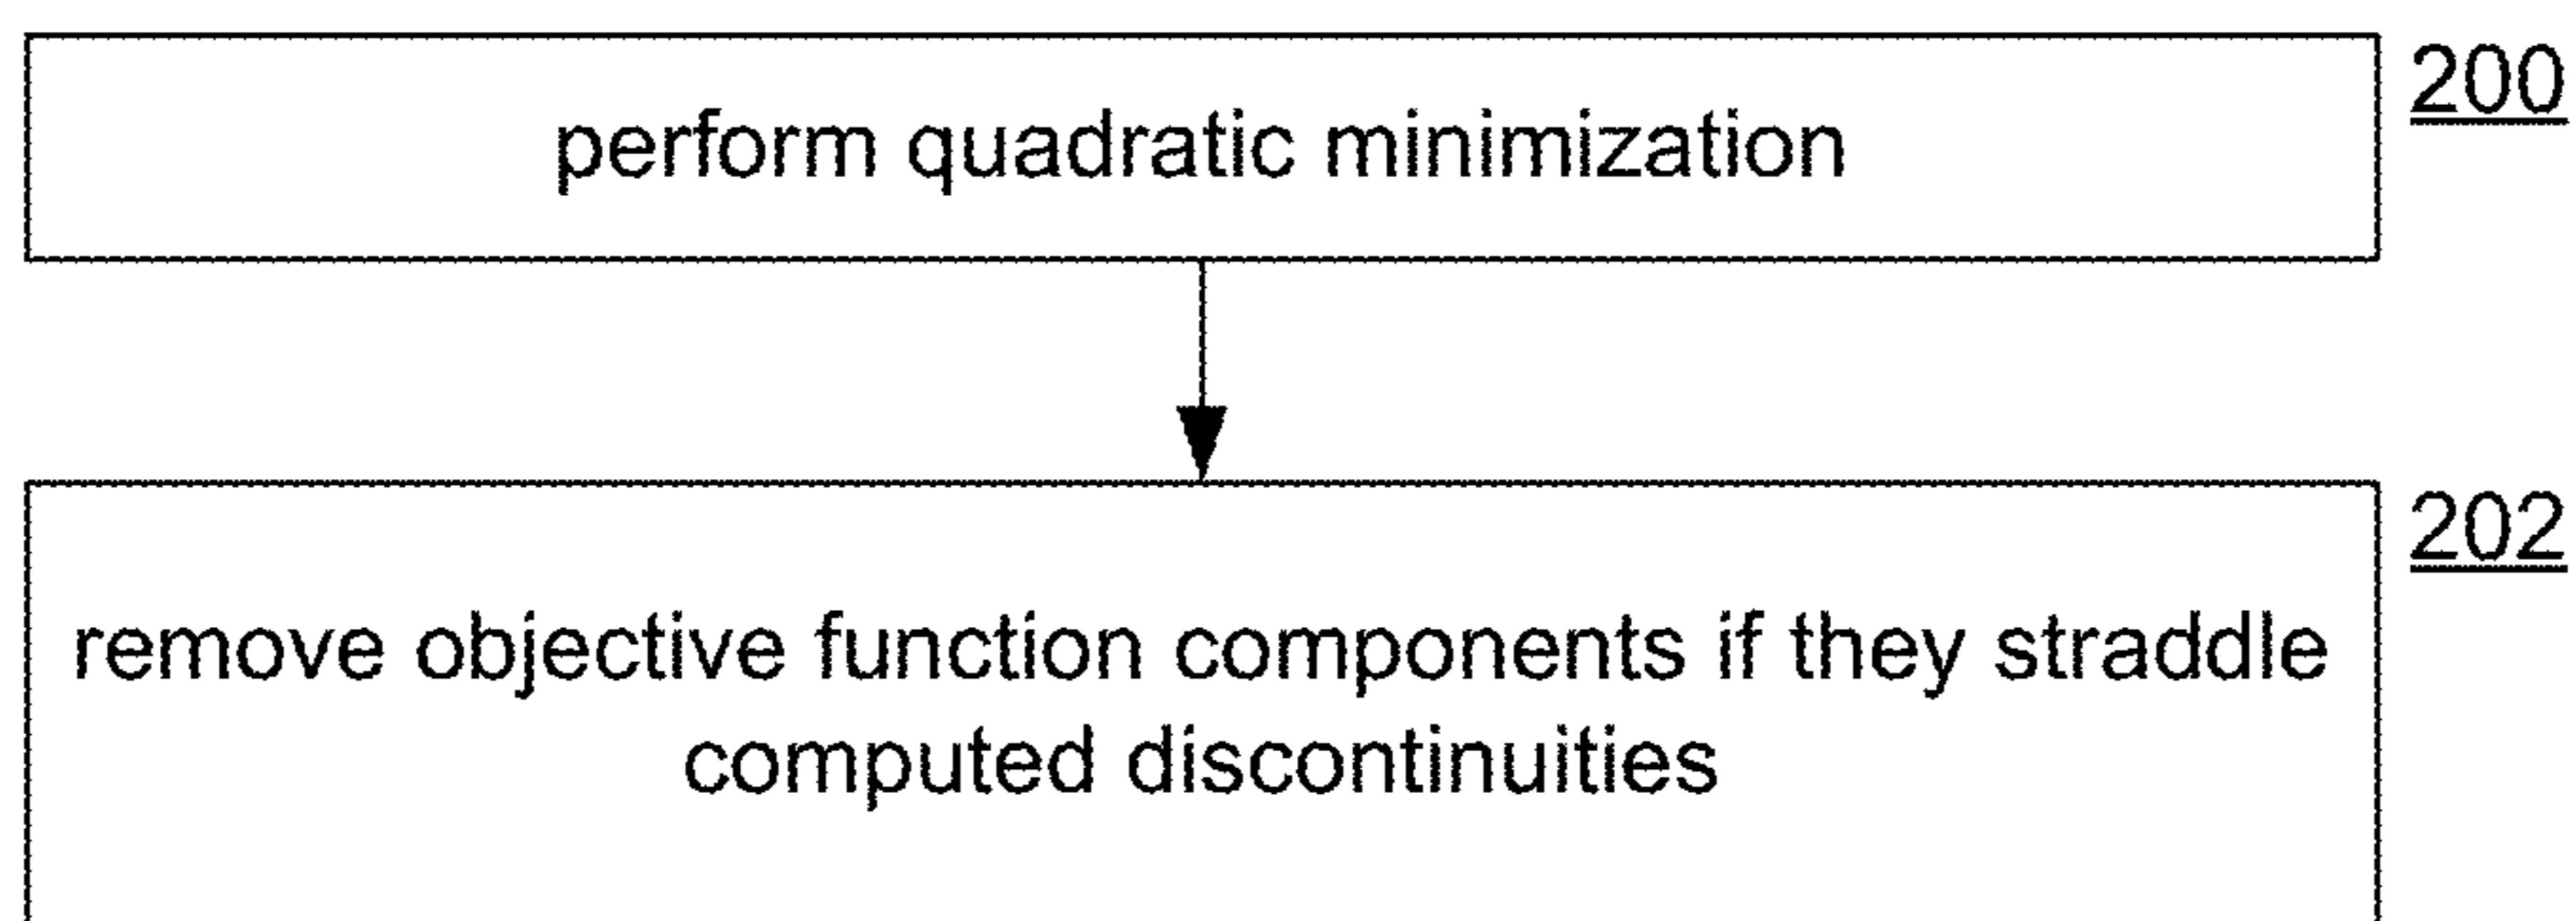 200
perform quadratic minimization
202
remove objective function components if they straddle
computed discontinuities